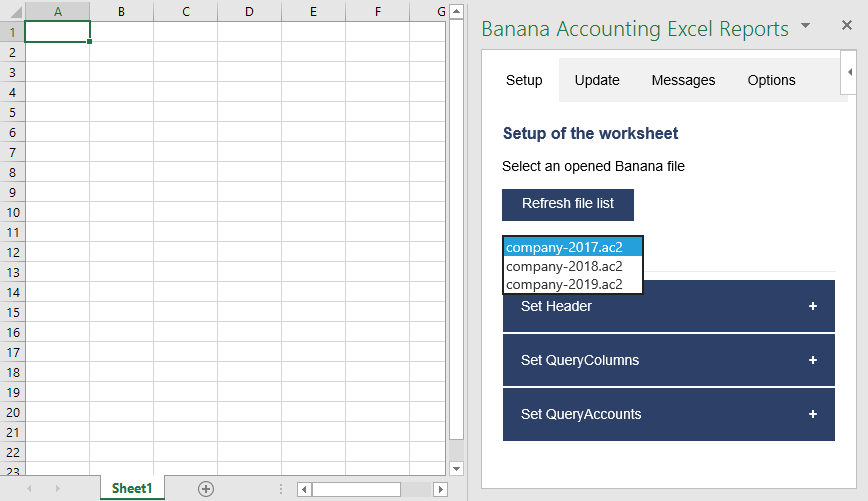 A B C D E F G
1
2
3
4
5
6
7
8
9
10
11
12
13
14
15
16
17
18
19
20
21
22
23
Sheet1
Banana Accounting Excel Reports
Setup Update Messages Options
Setup of the worksheet
Select an opened Banana file
Refresh file list
company-2017.ac2
company-2018.ac2
company-2019.ac2
Set Header +
Set QueryColumns +
Set QueryAccounts +